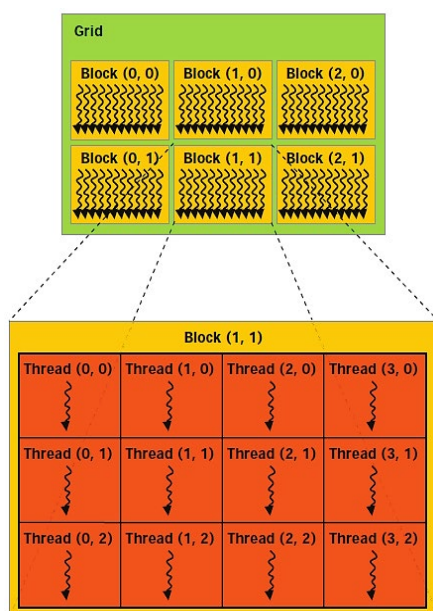 Grid
Block (0, 0) Block (1, 0) Block (2, 0)
Block (0, 1) Block (1, 1) Block (2, 1)
Block (1, 1)
Thread (0, 0) Thread (1, 0) Thread (2, 0) Thread (3, 0)
Thread (0, 1) Thread (1, 1) Thread (2, 1) Thread (3, 1)
Thread (0, 2) Thread (1, 2) Thread (2, 2) Thread (3, 2)